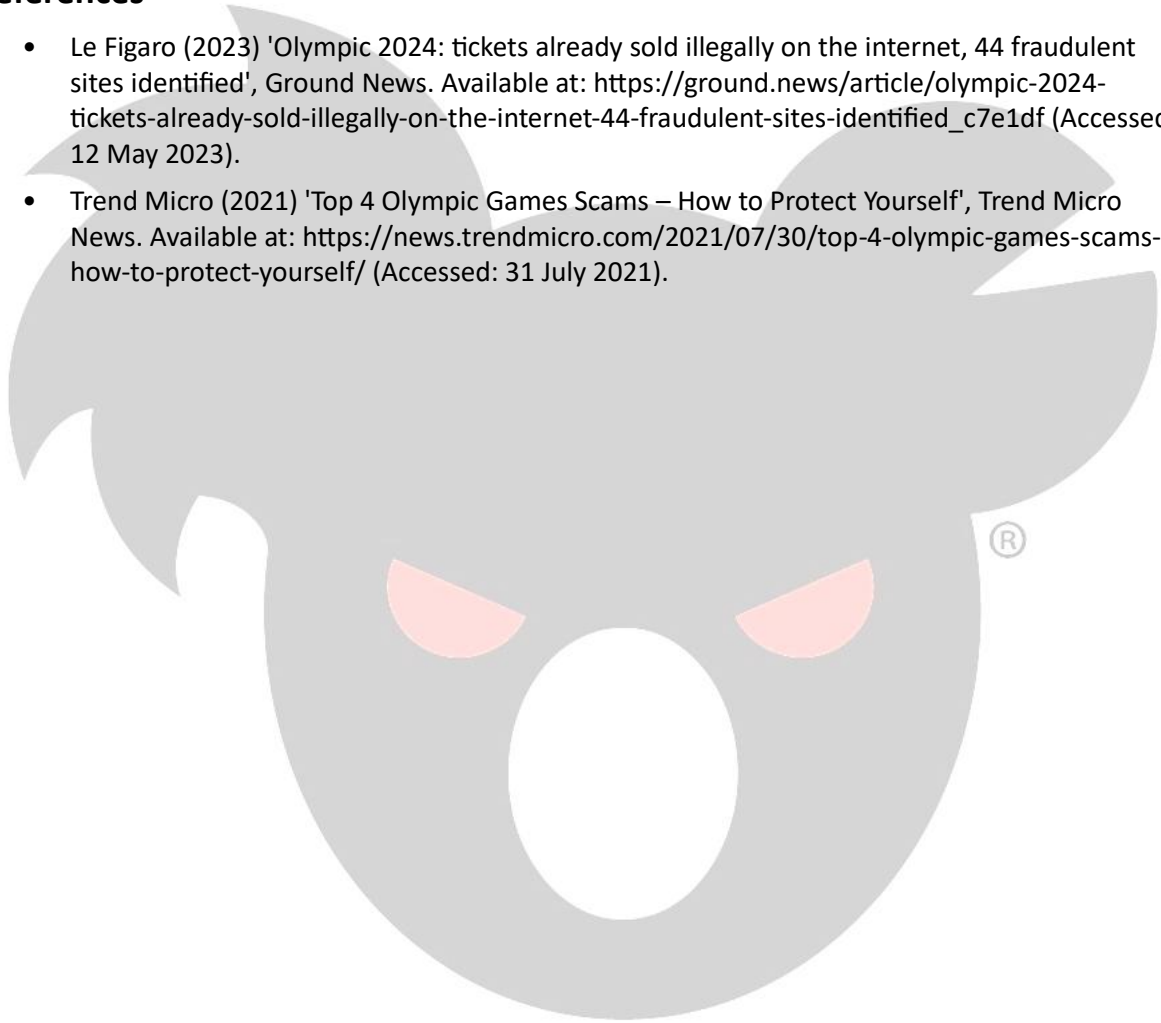 eferences
• Le Figaro (2023) 'Olympic 2024: tickets already sold illegally on the internet, 44 fraudulent
sites identified', Ground News. Available at: https://ground.news/article/olympic-2024-
tickets-already-sold-illegally-on-the-internet-44-fraudulent-sites-identified_c7e1df (Accessed
12 May 2023).
• Trend Micro (2021) 'Top 4 Olympic Games Scams – How to Protect Yourself', Trend Micro
News. Available at: https://news.trendmicro.com/2021/07/30/top-4-olympic-games-scams-
how-to-protect-yourself/ (Accessed: 31 July 2021).
®